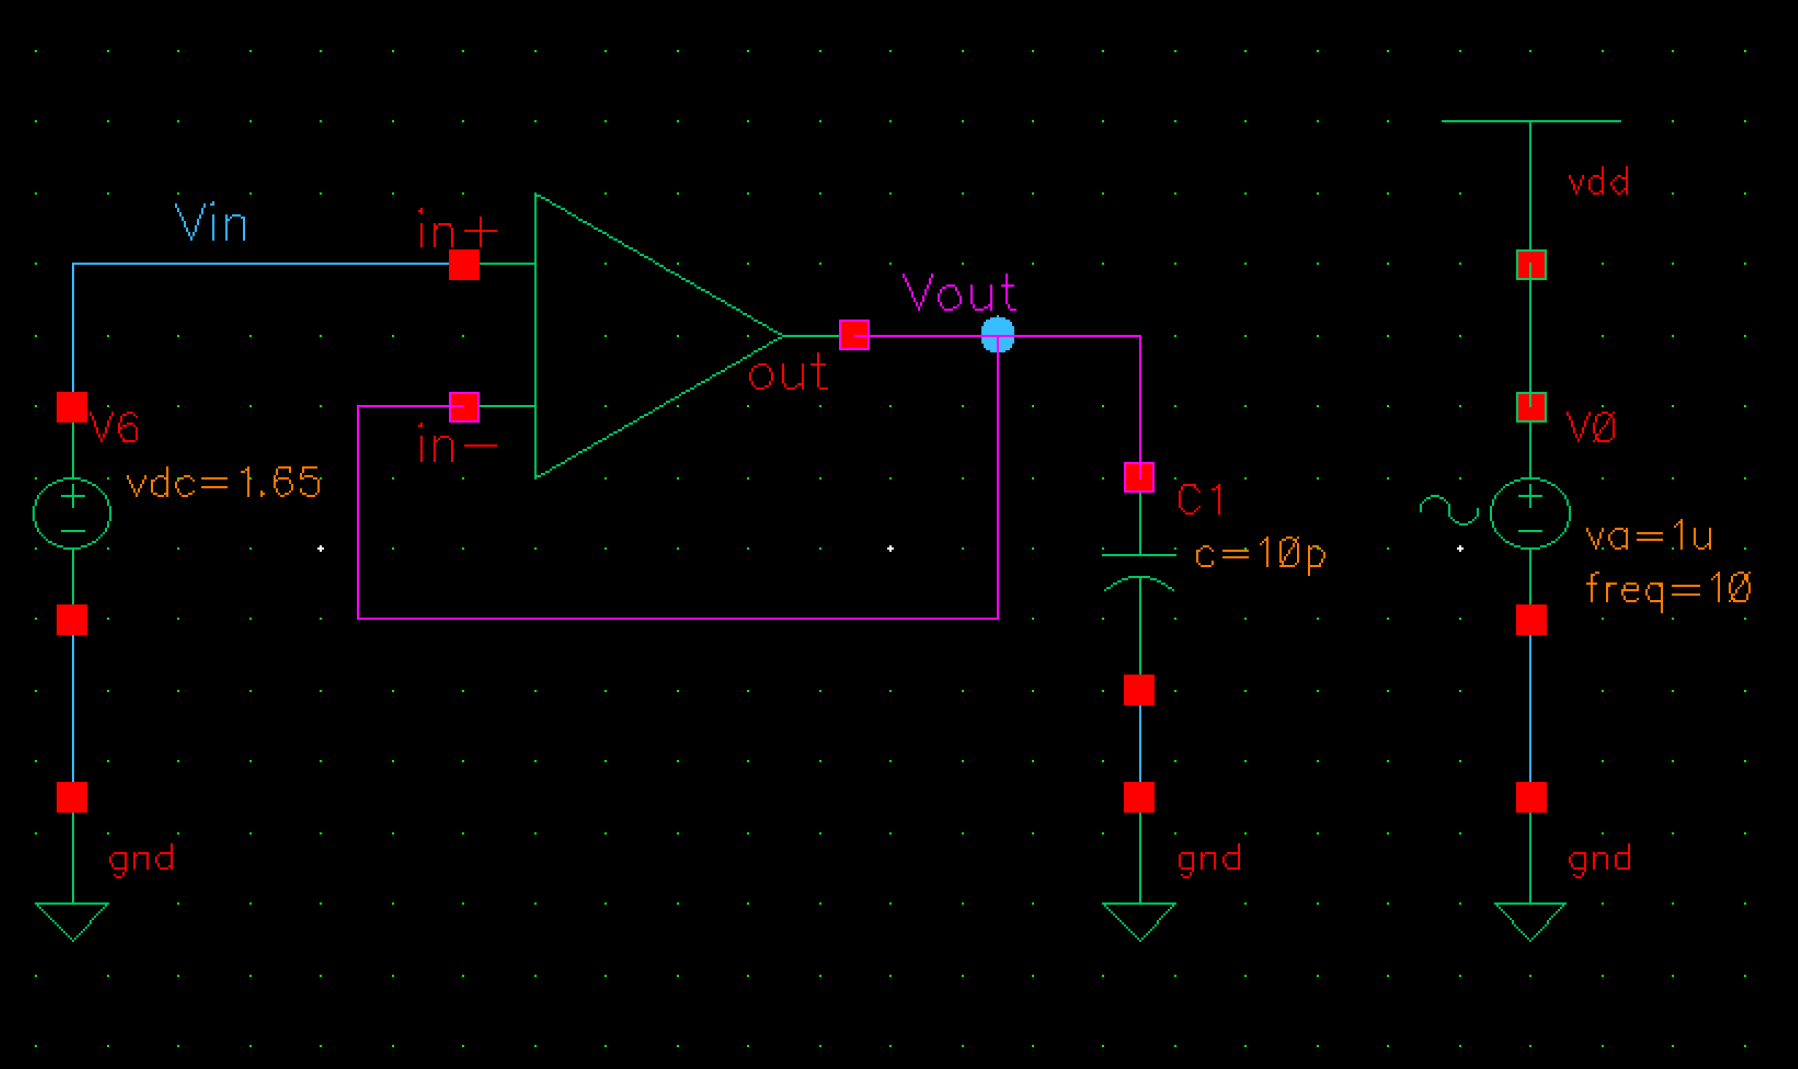 Vin
in+
Vout
out
in-
V6
vdc=1.65
gnd
C1
c=10p
gnd
vdd
V0
va=1u
freq=10
gnd